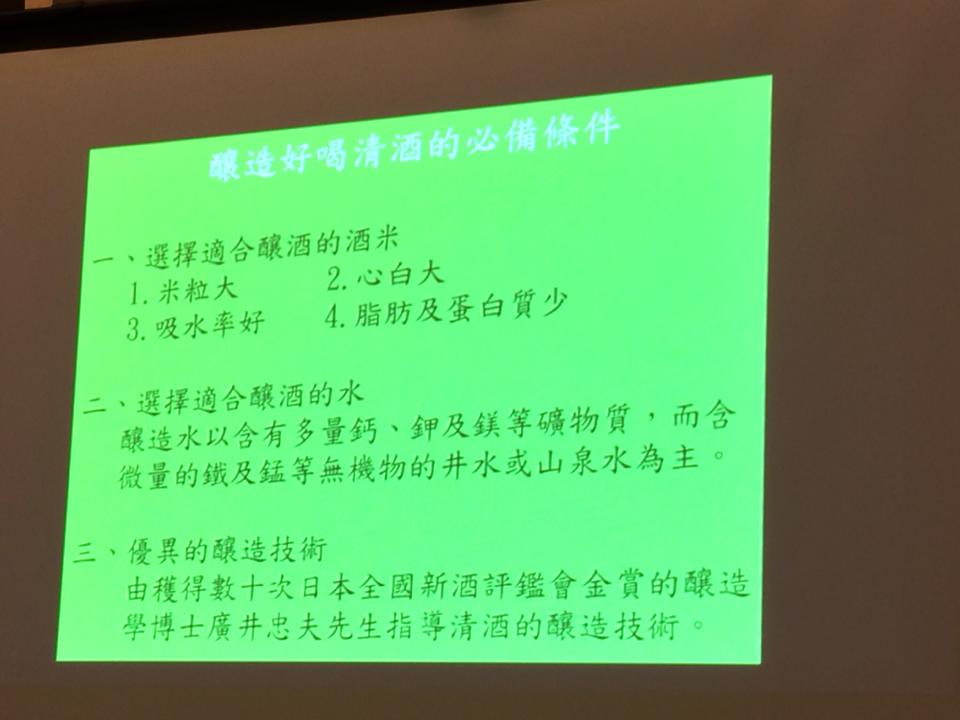 釀造好喝清酒的必備條件
一、選擇適合釀酒的酒米
1.米粒大 2.心白大
3.吸水率好 4.脂肪及蛋白質少
二、選擇適合釀酒的水
釀造水以含有多量鈣、鉀及鎂等礦物質，而含
微量的鐵及錳等無機物的井水或山泉水為主。
三、優異的釀造技術
由獲得數十次日本全國新酒評鑑會金賞的釀造
學博士廣井忠夫先生指導清酒的釀造技術。